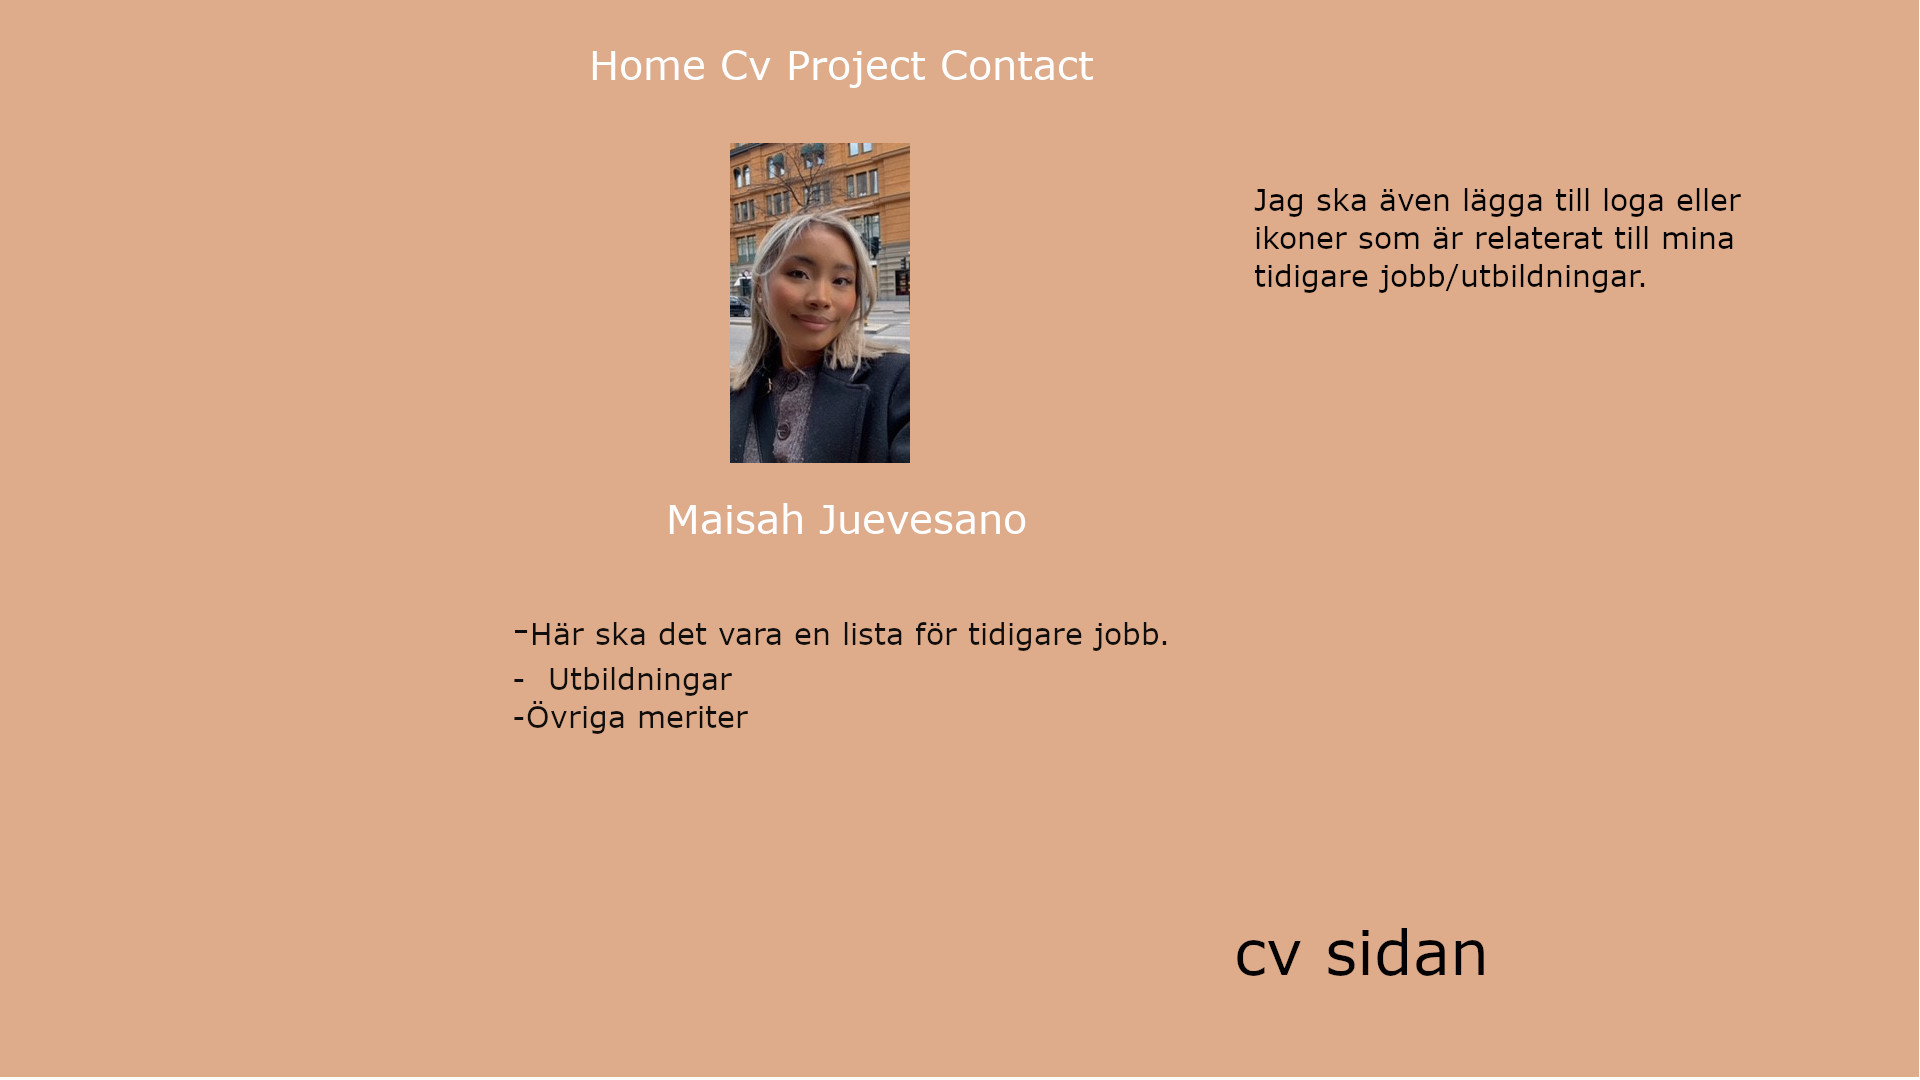 Home Cv Project Contact
Jag ska även lägga till loga eller
ikoner som är relaterat till mina
tidigare jobb/utbildningar.
Maisah Juevesano
-Här ska det vara en lista för tidigare jobb.
-  Utbildningar
-Övriga meriter
cv sidan